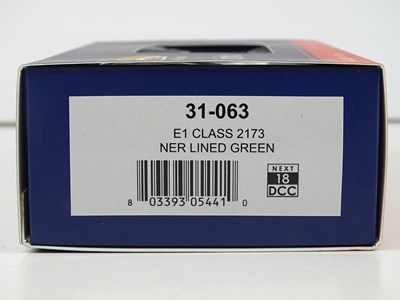 31-063
E1 CLASS 2173
NER LINED GREEN
NEXT
18
DCC
8 03393 05441 0